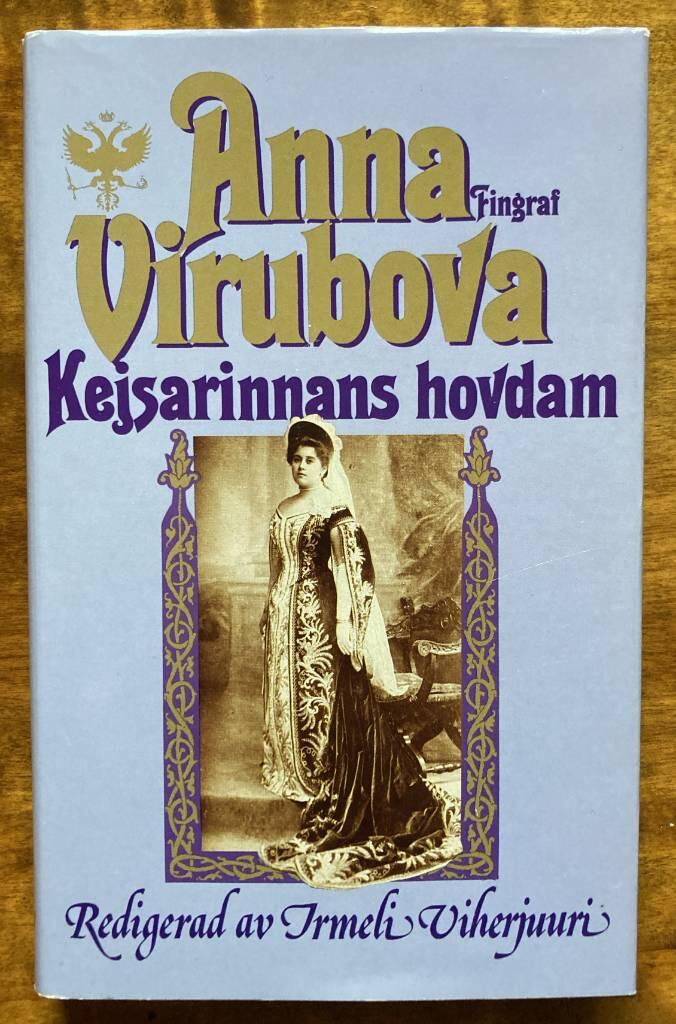 Anna
Fingraf
Virubova
Kejsarinnans hovdam
Redigerad av Irmeli Viherjuuri